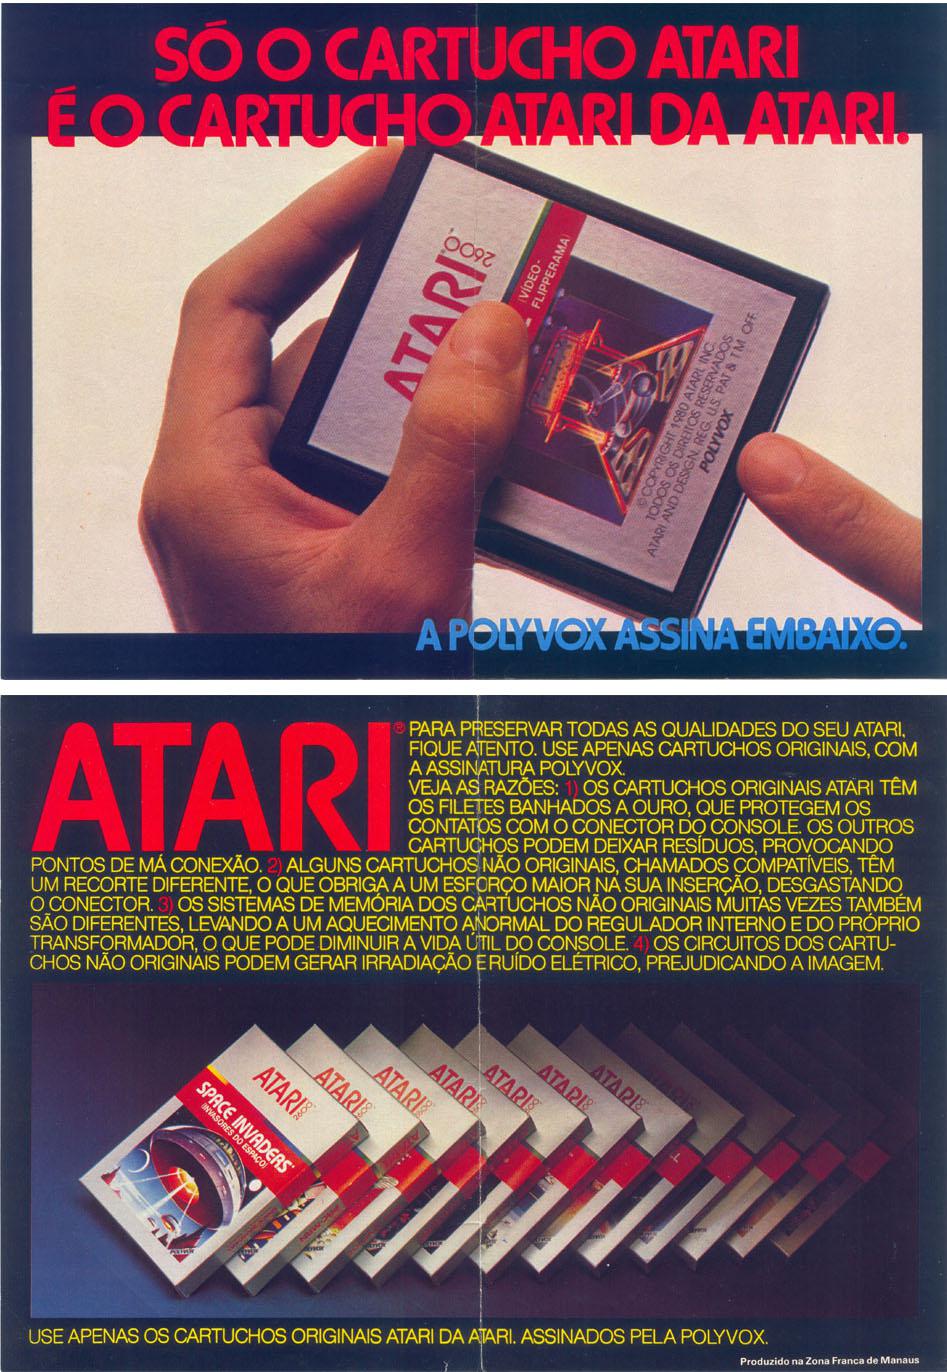 SÓ O CARTUCHO ATARI
É O CARTUCHO ATARI DA ATARI.
ATARI
2600
(VÍDEO-
FLIPPERAMA)
© COPYRIGHT 1980 ATARI, INC.
TODOS OS DIREITOS RESERVADOS
ATARI AND DESIGN. REG. U.S. PAT & TM OFF.
POLYVOX
A POLYVOX ASSINA EMBAIXO.
ATARI®
PARA PRESERVAR TODAS AS QUALIDADES DO SEU ATARI,
FIQUE ATENTO. USE APENAS CARTUCHOS ORIGINAIS, COM
A ASSINATURA POLYVOX.
VEJA AS RAZÕES: 1) OS CARTUCHOS ORIGINAIS ATARI TÊM
OS FILETES BANHADOS A OURO, QUE PROTEGEM OS
CONTATOS COM O CONECTOR DO CONSOLE. OS OUTROS
CARTUCHOS PODEM DEIXAR RESÍDUOS, PROVOCANDO
PONTOS DE MÁ CONEXÃO. 2) ALGUNS CARTUCHOS NÃO ORIGINAIS, CHAMADOS COMPATÍVEIS, TÊM
UM RECORTE DIFERENTE, O QUE OBRIGA A UM ESFORÇO MAIOR NA SUA INSERÇÃO, DESGASTANDO
O CONECTOR. 3) OS SISTEMAS DE MEMÓRIA DOS CARTUCHOS NÃO ORIGINAIS MUITAS VEZES TAMBÉM
SÃO DIFERENTES, LEVANDO A UM AQUECIMENTO ANORMAL DO REGULADOR INTERNO E DO PRÓPRIO
TRANSFORMADOR, O QUE PODE DIMINUIR A VIDA ÚTIL DO CONSOLE. 4) OS CIRCUITOS DOS CARTU-
CHOS NÃO ORIGINAIS PODEM GERAR IRRADIAÇÃO E RUÍDO ELÉTRICO, PREJUDICANDO A IMAGEM.
ATARI 2600
SPACE INVADERS
(INVASORES DO ESPAÇO)
POLYVOX
ATARI
ATARI
ATARI
ATARI
ATARI
ATARI
USE APENAS OS CARTUCHOS ORIGINAIS ATARI DA ATARI. ASSINADOS PELA POLYVOX.
Produzido na Zona Franca de Manaus